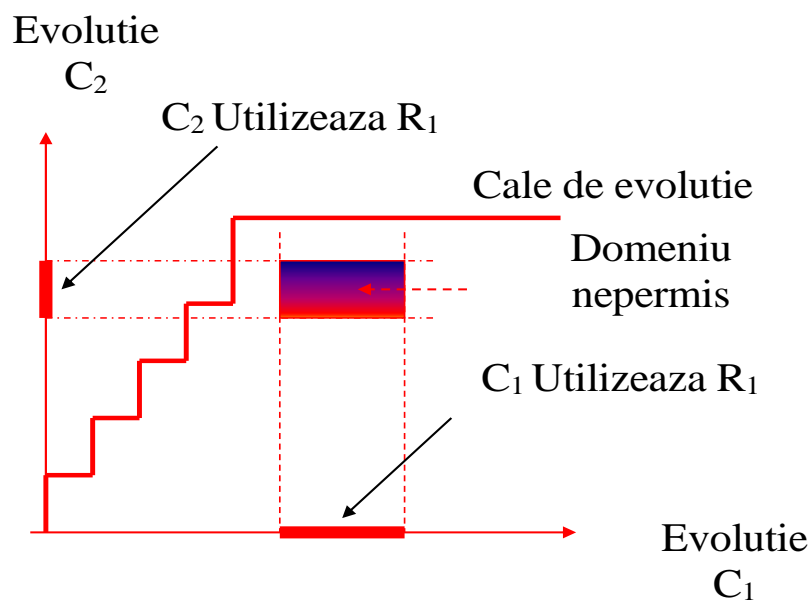 Evolutie
C₂
C₂ Utilizeaza R₁
Cale de evolutie
Domeniu
nepermis
C₁ Utilizeaza R₁
Evolutie
C₁